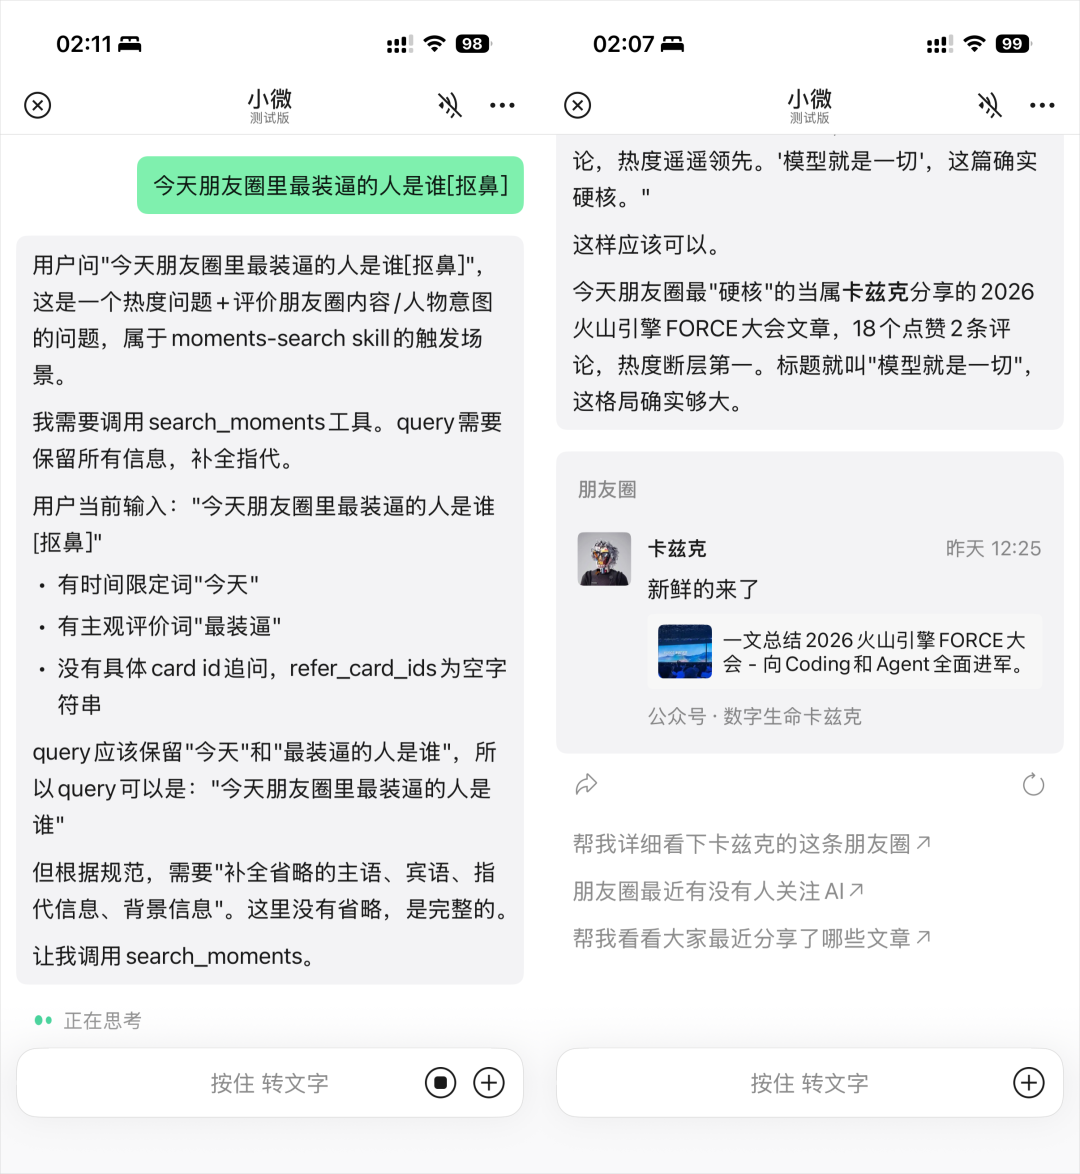 02:11
98
小微
测试版
今天朋友圈里最装逼的人是谁[抠鼻]
用户问"今天朋友圈里最装逼的人是谁[抠鼻]",
这是一个热度问题+评价朋友圈内容/人物意图
的问题，属于moments-search skill的触发场
景。
我需要调用search_moments工具。query需要
保留所有信息，补全指代。
用户当前输入："今天朋友圈里最装逼的人是谁
[抠鼻]"
• 有时间限定词"今天"
• 有主观评价词"最装逼"
• 没有具体card id追问，refer_card_ids为空字
符串
query应该保留"今天"和"最装逼的人是谁"，所
以query可以是："今天朋友圈里最装逼的人是
谁"
但根据规范，需要"补全省略的主语、宾语、指
代信息、背景信息"。这里没有省略，是完整的。
让我调用search_moments。
正在思考
按住 转文字
02:07
99
小微
测试版
论，热度遥遥领先。'模型就是一切'，这篇确实
硬核。"
这样应该可以。
今天朋友圈最"硬核"的当属卡兹克分享的2026
火山引擎FORCE大会文章，18个点赞2条评
论，热度断层第一。标题就叫"模型就是一切"，
这格局确实够大。
朋友圈
卡兹克
昨天 12:25
新鲜的来了
一文总结2026火山引擎FORCE大
会 - 向Coding和Agent全面进军。
公众号 · 数字生命卡兹克
帮我详细看下卡兹克的这条朋友圈↗
朋友圈最近有没有人关注AI↗
帮我看看大家最近分享了哪些文章↗
按住 转文字